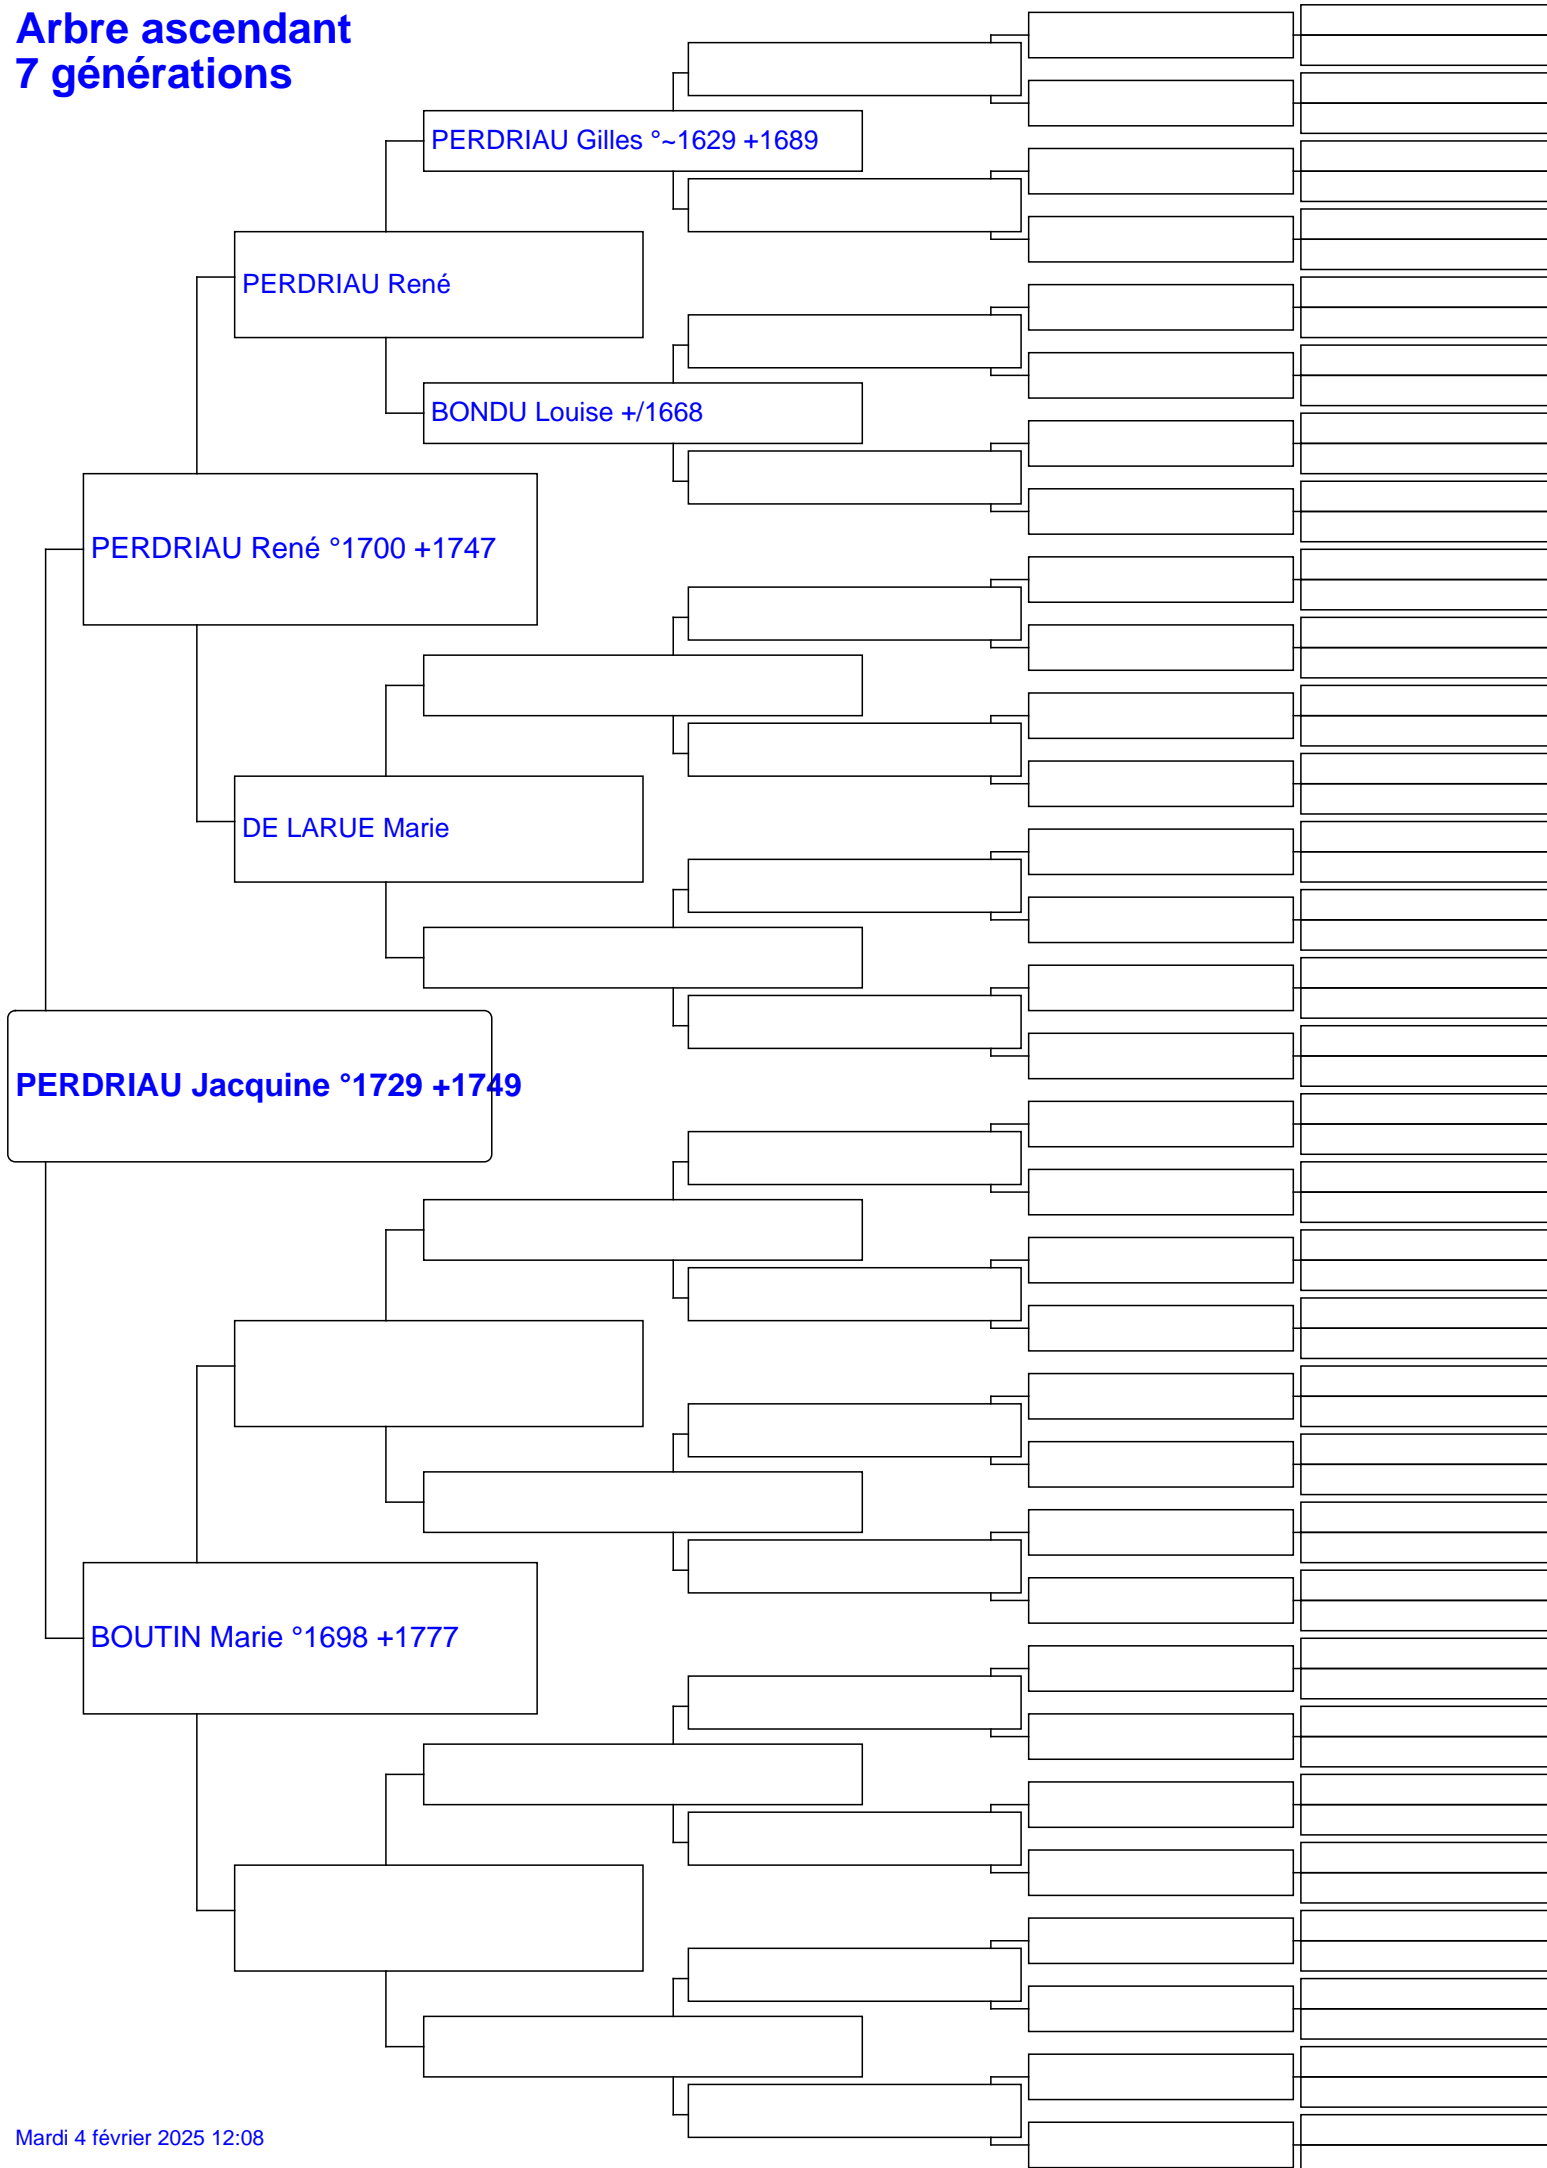 Arbre ascendant
7 générations
PERDRIAU Gilles °~1629 +1689
PERDRIAU René
BONDU Louise +/1668
PERDRIAU René °1700 +1747
DE LARUE Marie
PERDRIAU Jacquine °1729 +1749
BOUTIN Marie °1698 +1777
Mardi 4 février 2025 12:08